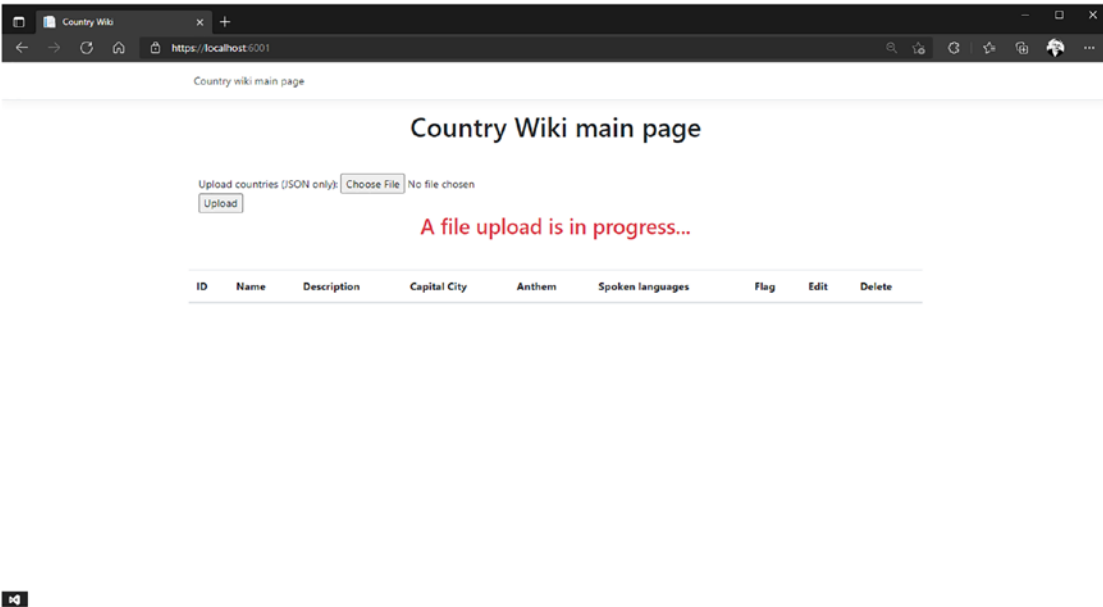 Country Wiki
https://localhost:6001
Country wiki main page
Country Wiki main page
Upload countries (JSON only): Choose File No file chosen
Upload
A file upload is in progress...
ID Name Description Capital City Anthem Spoken languages Flag Edit Delete